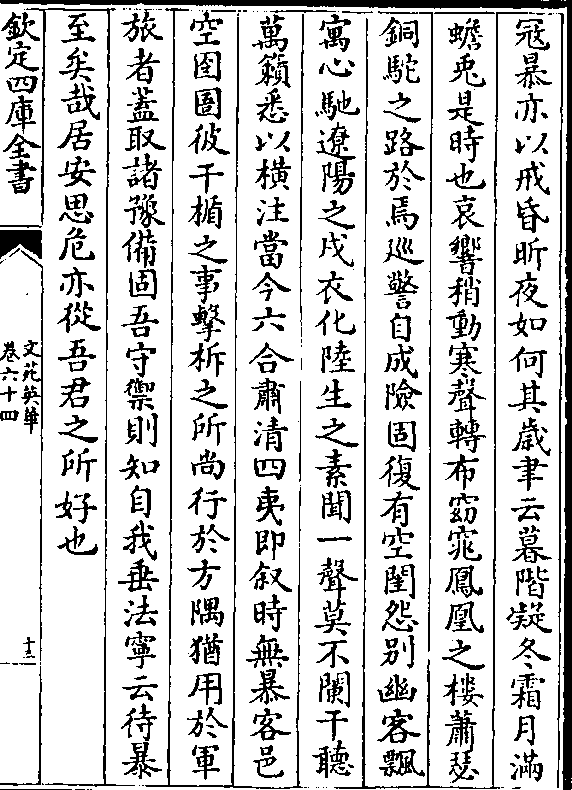 冦暴亦以戒昏昕夜如何其歲聿云暮階凝冬霜月滿
蟾兎是時也哀響稍動寒聲轉布窈窕鳳凰之樓蕭瑟
銅駞之路於焉廵警自成險固復有空閨怨别幽客飄
寓心馳遼陽之戍衣化陸生之素聞一聲莫不闌干聽
萬籟悉以横注當今六合肅清四夷即叙時無暴客邑
空囹圄彼干楯之事擊柝之所尚行於方隅猶用於軍
旅者葢取諸豫備固吾守禦則知自我垂法寧云待暴
至矣哉居安思危亦從吾君之所好也
欽定四庫全書
文苑英華
卷六十四
十三